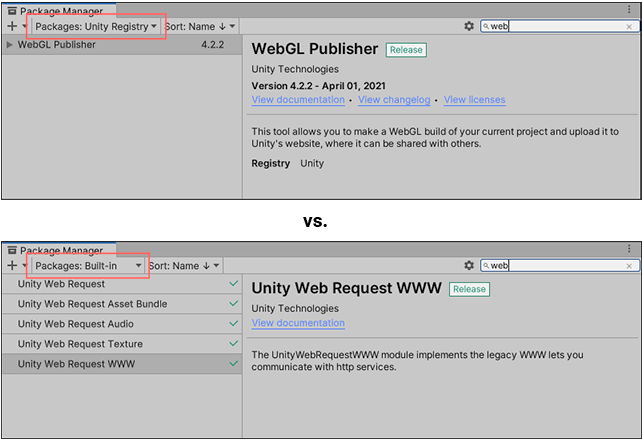 Package Manager
Packages: Unity Registry Sort: Name ↓ web
WebGL Publisher 4.2.2
WebGL Publisher Release
Unity Technologies
Version 4.2.2 - April 01, 2021
View documentation • View changelog • View licenses
This tool allows you to make a WebGL build of your current project and upload it to
Unity's website, where it can be shared with others.
Registry Unity
vs.
Package Manager
Packages: Built-in Sort: Name ↓ web
Unity Web Request
Unity Web Request Asset Bundle
Unity Web Request Audio
Unity Web Request Texture
Unity Web Request WWW
Unity Web Request WWW Release
Unity Technologies
View documentation
The UnityWebRequestWWW module implements the legacy WWW lets you
communicate with http services.